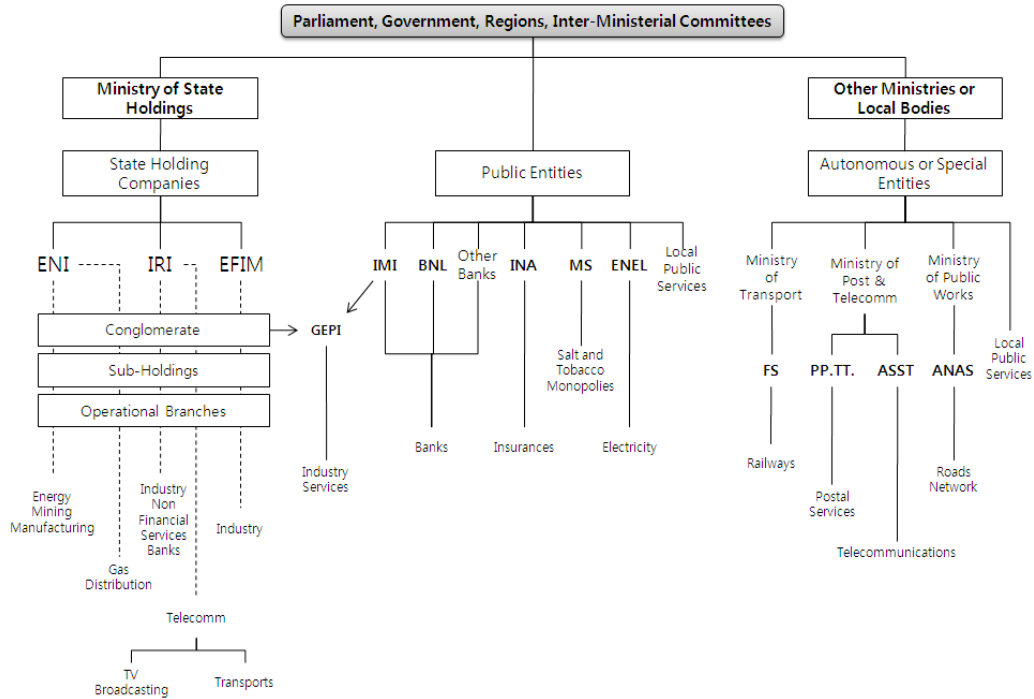 Parliament, Government, Regions, Inter-Ministerial Committees
Ministry of State
Holdings
Other Ministries or
Local Bodies
State Holding
Companies
Public Entities
Autonomous or Special
Entities
ENI
IRI
EFIM
IMI
BNL
Other
Banks
INA
MS
ENEL
Local
Public
Services
Ministry
of
Transport
Ministry of
Post &
Telecomm
Ministry
of Public
Works
Local
Public
Services
Conglomerate
GEPI
Sub-Holdings
Salt and
Tobacco
Monopolies
FS
PP.TT.
ASST
ANAS
Operational Branches
Banks
Insurances
Electricity
Railways
Roads
Network
Industry
Services
Postal
Services
Energy
Mining
Manufacturing
Industry
Non
Financial
Services
Banks
Industry
Telecommunications
Gas
Distribution
Telecomm
TV
Broadcasting
Transports